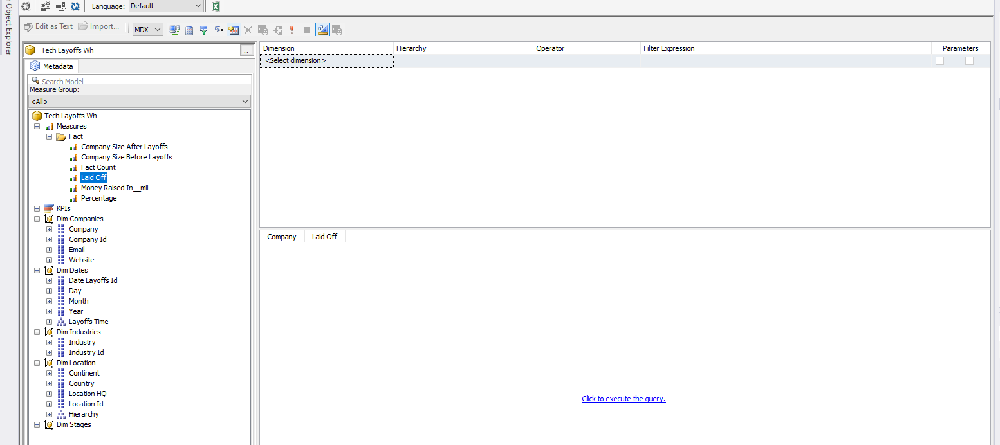 r Object Explorer
Language: Default
Edit as Text Import... MDX
Tech Layoffs Wh ..
Metadata
Search Model
Measure Group:
<All>
Tech Layoffs Wh
Measures
Fact
Company Size After Layoffs
Company Size Before Layoffs
Fact Count
Laid Off
Money Raised In__mil
Percentage
KPIs
Dim Companies
Company
Company Id
Email
Website
Dim Dates
Date Layoffs Id
Day
Month
Year
Layoffs Time
Dim Industries
Industry
Industry Id
Dim Location
Continent
Country
Location HQ
Location Id
Hierarchy
Dim Stages
Dimension Hierarchy Operator Filter Expression Parameters
<Select dimension>
Company Laid Off
Click to execute the query.